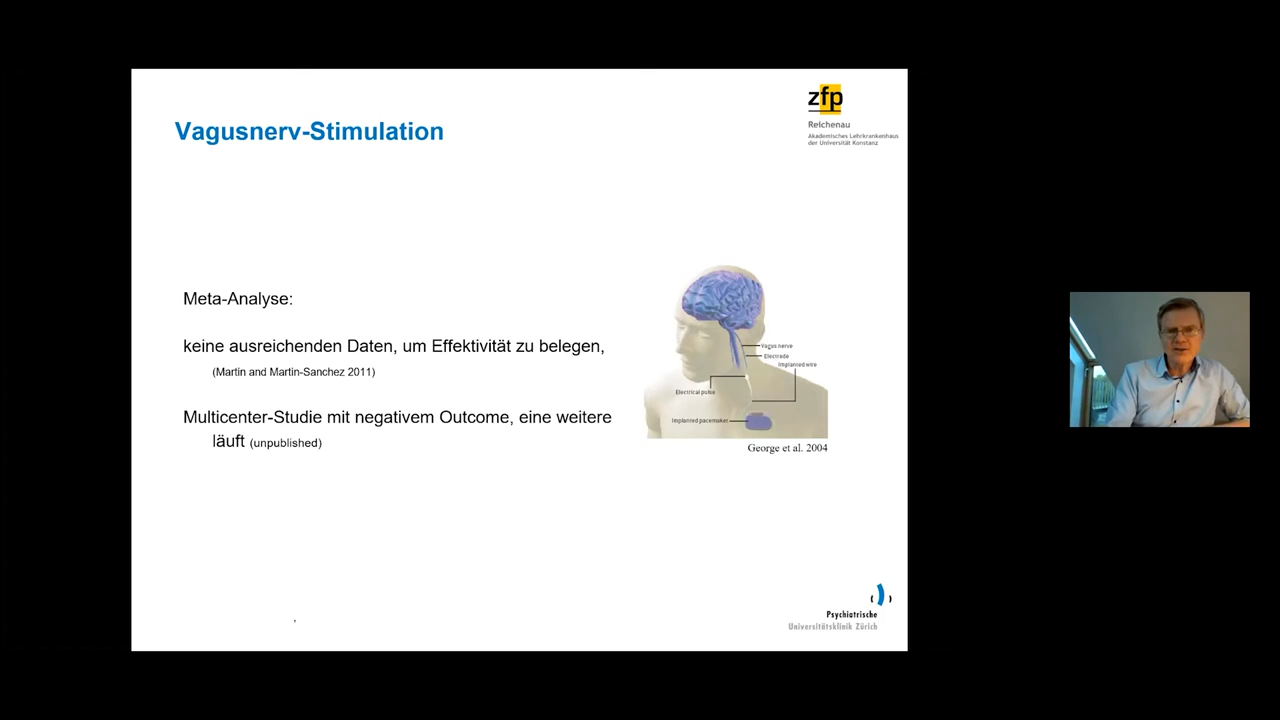 zfp
Reichenau
Akademisches Lehrkrankenhaus
der Universität Konstanz
Vagusnerv-Stimulation
Meta-Analyse:
keine ausreichenden Daten, um Effektivität zu belegen,
(Martin and Martin-Sanchez 2011)
Multicenter-Studie mit negativem Outcome, eine weitere
läuft (unpublished)
Vagus nerve
Electrode
Implanted wire
Electrical pulse
Implanted pacemaker
George et al. 2004
,
Psychiatrische
Universitätsklinik Zürich